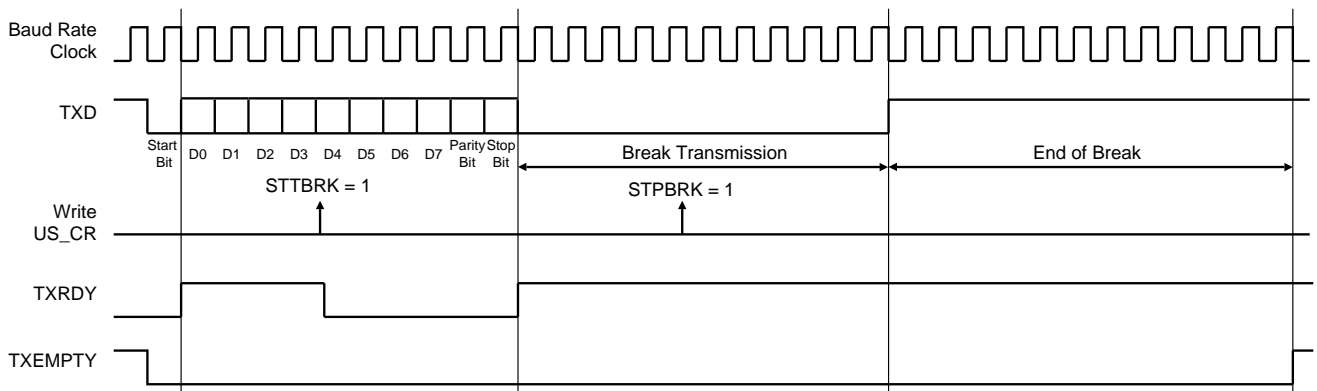 Baud Rate
Clock
TXD
Start
Bit
D0 D1 D2 D3 D4 D5 D6 D7
Parity
Bit
Stop
Bit
Break Transmission
End of Break
STTBRK = 1
STPBRK = 1
Write
US_CR
TXRDY
TXEMPTY